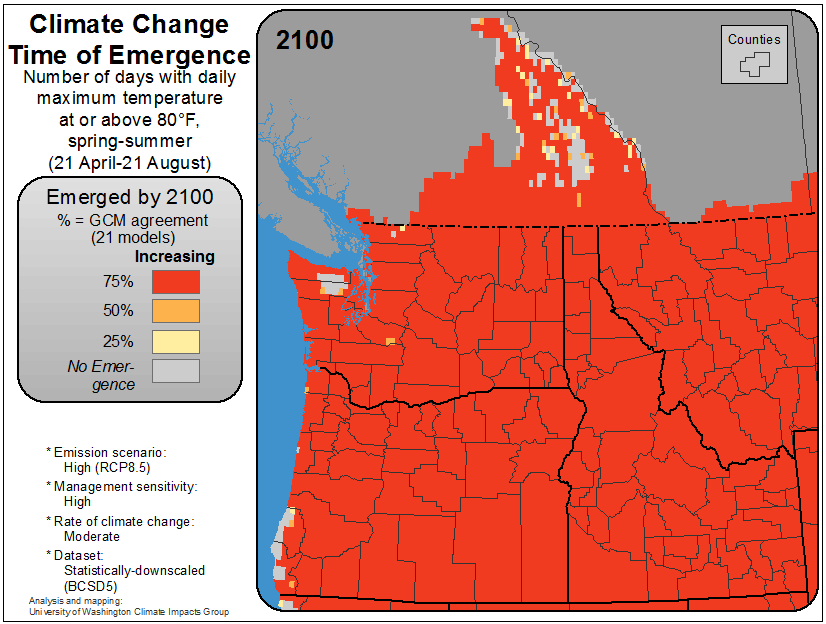 Climate Change
Time of Emergence
Number of days with daily
maximum temperature
at or above 80°F,
spring-summer
(21 April-21 August)
Emerged by 2100
% = GCM agreement
(21 models)
Increasing
75%
50%
25%
No Emer-
gence
* Emission scenario:
High (RCP8.5)
* Management sensitivity:
High
* Rate of climate change:
Moderate
* Dataset:
Statistically-downscaled
(BCSD5)
Analysis and mapping:
University of Washington Climate Impacts Group
2100
Counties